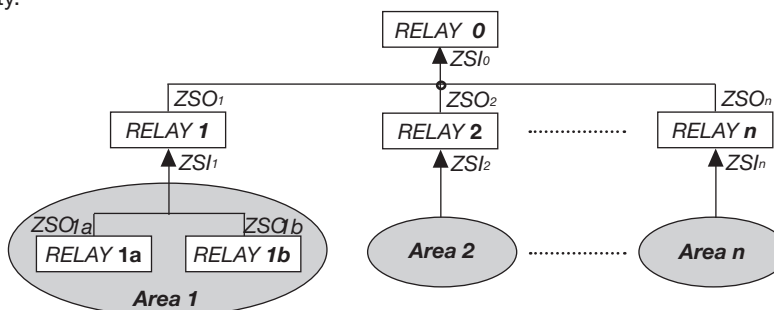 ty.
RELAY 0
ZSI0
ZSO1
ZSO2
ZSOn
RELAY 1
RELAY 2
RELAY n
ZSI1
ZSI2
ZSIn
ZSO1a
ZSO1b
RELAY 1a
RELAY 1b
Area 2
Area n
Area 1